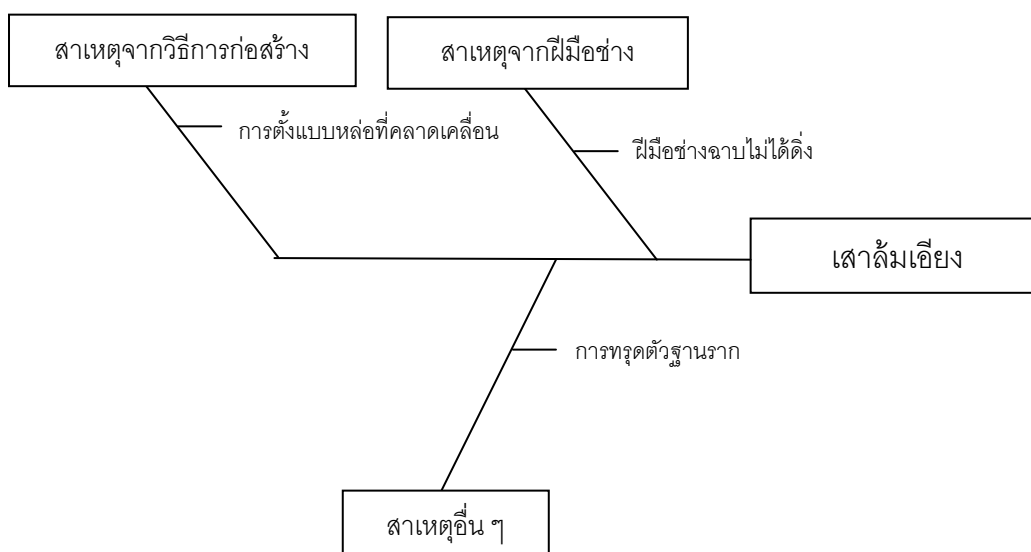 สาเหตุจากวิธีการก่อสร้าง
สาเหตุจากฝีมือช่าง
การตั้งแบบหล่อที่คลาดเคลื่อน
ฝีมือช่างฉาบไม่ได้ดิ่ง
เสาล้มเอียง
การทรุดตัวฐานราก
สาเหตุอื่น ๆ